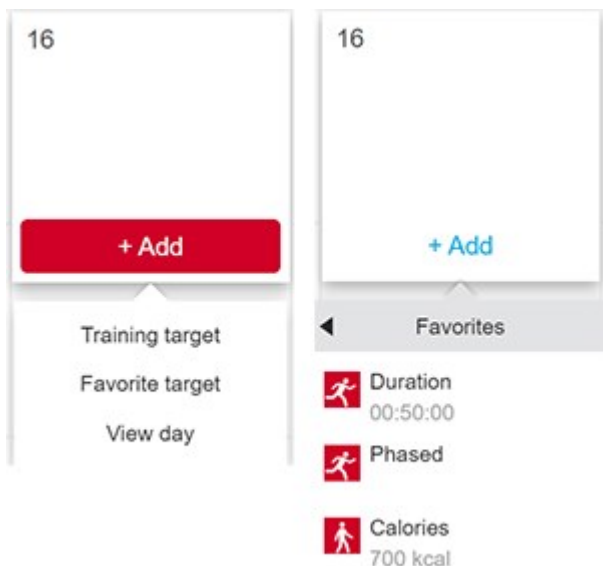 16
+ Add
Training target
Favorite target
View day
16
+ Add
Favorites
Duration
00:50:00
Phased
Calories
700 kcal